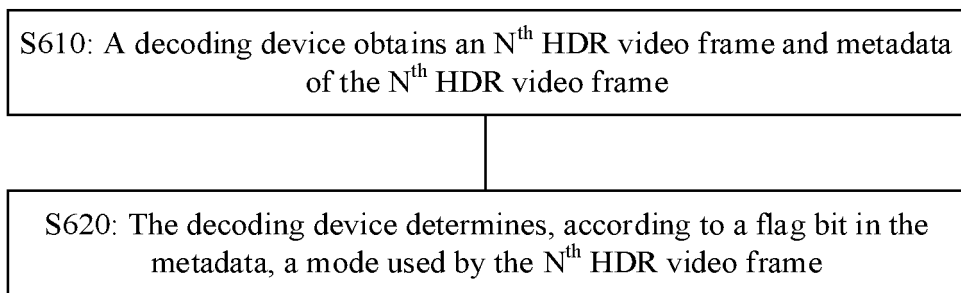 S610: A decoding device obtains an Nth HDR video frame and metadata
of the Nth HDR video frame
S620: The decoding device determines, according to a flag bit in the
metadata, a mode used by the Nth HDR video frame